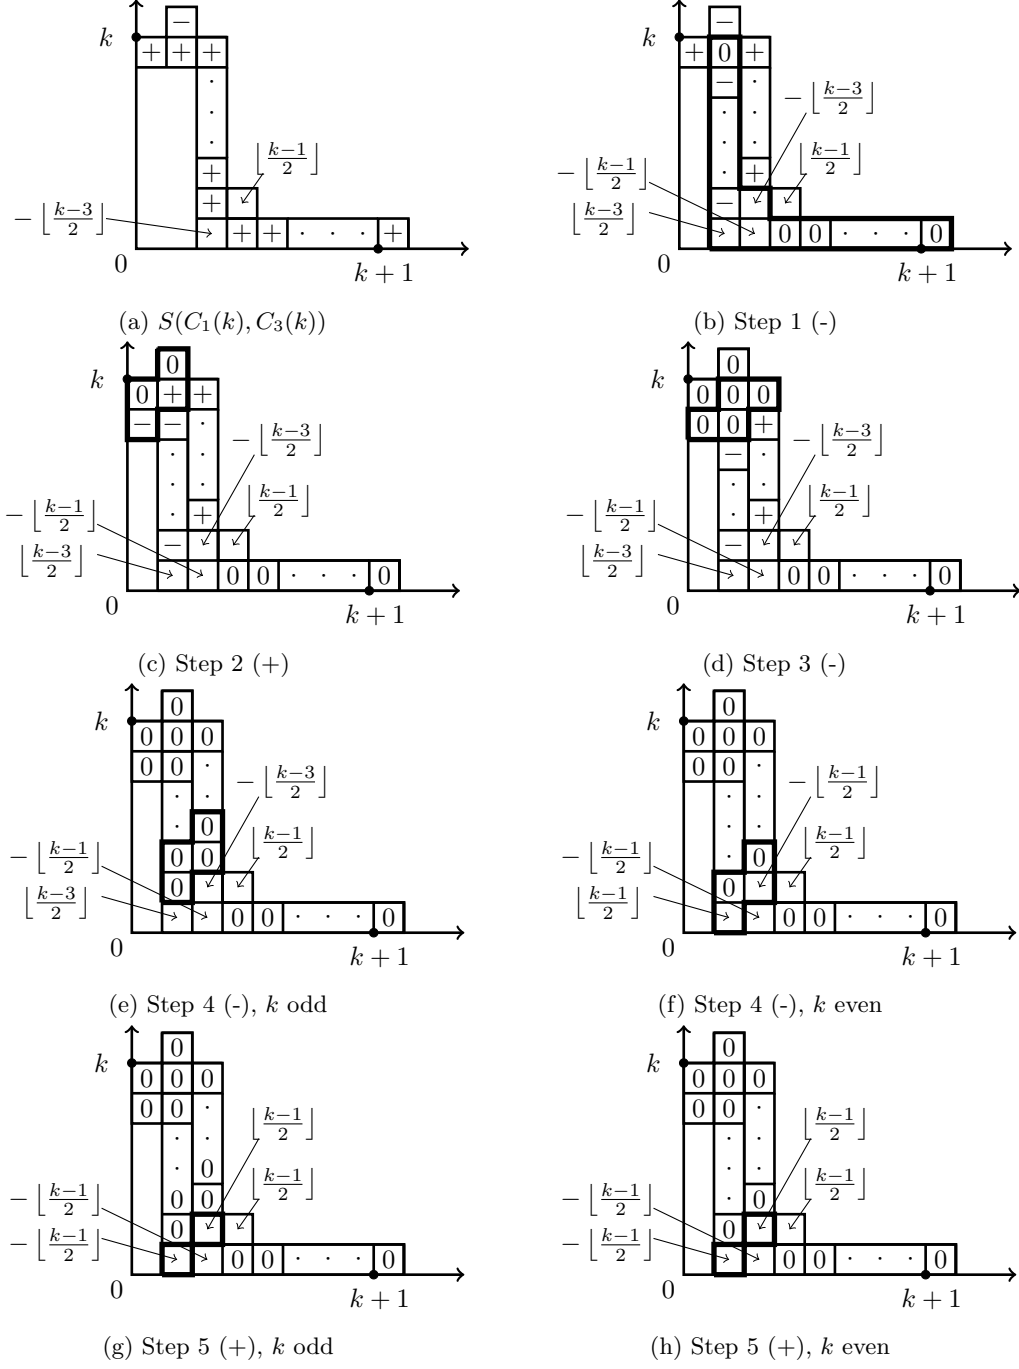 −
k + + +
·
·
·
+
⌊k−1/2⌋
+
−⌊k−3/2⌋ + + · · · +
0 k + 1
(a) S(C₁(k), C₃(k))
−
k + 0 +
− ·
−⌊k−3/2⌋
· ·
· ·
⌊k−1/2⌋
· +
−⌊k−1/2⌋
−
⌊k−3/2⌋ 0 0 · · · 0
0 k + 1
(b) Step 1 (-)
0
k 0 + +
− − ·
−⌊k−3/2⌋
· ·
· ·
⌊k−1/2⌋
· +
−⌊k−1/2⌋
−
⌊k−3/2⌋ 0 0 · · · 0
0 k + 1
(c) Step 2 (+)
0
k 0 0 0
0 0 +
−⌊k−3/2⌋
− ·
· ·
⌊k−1/2⌋
· +
−⌊k−1/2⌋
−
⌊k−3/2⌋ 0 0 · · · 0
0 k + 1
(d) Step 3 (-)
0
k 0 0 0
0 0 ·
−⌊k−3/2⌋
· ·
· 0
⌊k−1/2⌋
0 0
−⌊k−1/2⌋
0
⌊k−3/2⌋ 0 0 · · · 0
0 k + 1
(e) Step 4 (-), k odd
0
k 0 0 0
0 0 ·
−⌊k−1/2⌋
· ·
· ·
⌊k−1/2⌋
· 0
−⌊k−1/2⌋
0
⌊k−1/2⌋ 0 0 · · · 0
0 k + 1
(f) Step 4 (-), k even
0
k 0 0 0
0 0 ·
⌊k−1/2⌋
· ·
· 0
⌊k−1/2⌋
0 0
−⌊k−1/2⌋
0
−⌊k−1/2⌋ 0 0 · · · 0
0 k + 1
(g) Step 5 (+), k odd
0
k 0 0 0
0 0 ·
⌊k−1/2⌋
· ·
· ·
⌊k−1/2⌋
· 0
−⌊k−1/2⌋
0
−⌊k−1/2⌋ 0 0 · · · 0
0 k + 1
(h) Step 5 (+), k even